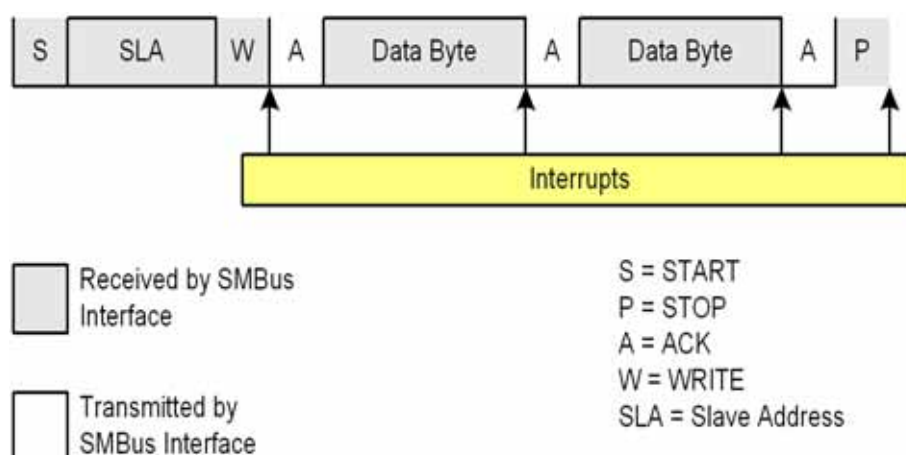 S SLA W A Data Byte A Data Byte A P
Interrupts
Received by SMBus
Interface
Transmitted by
SMBus Interface
S = START
P = STOP
A = ACK
W = WRITE
SLA = Slave Address